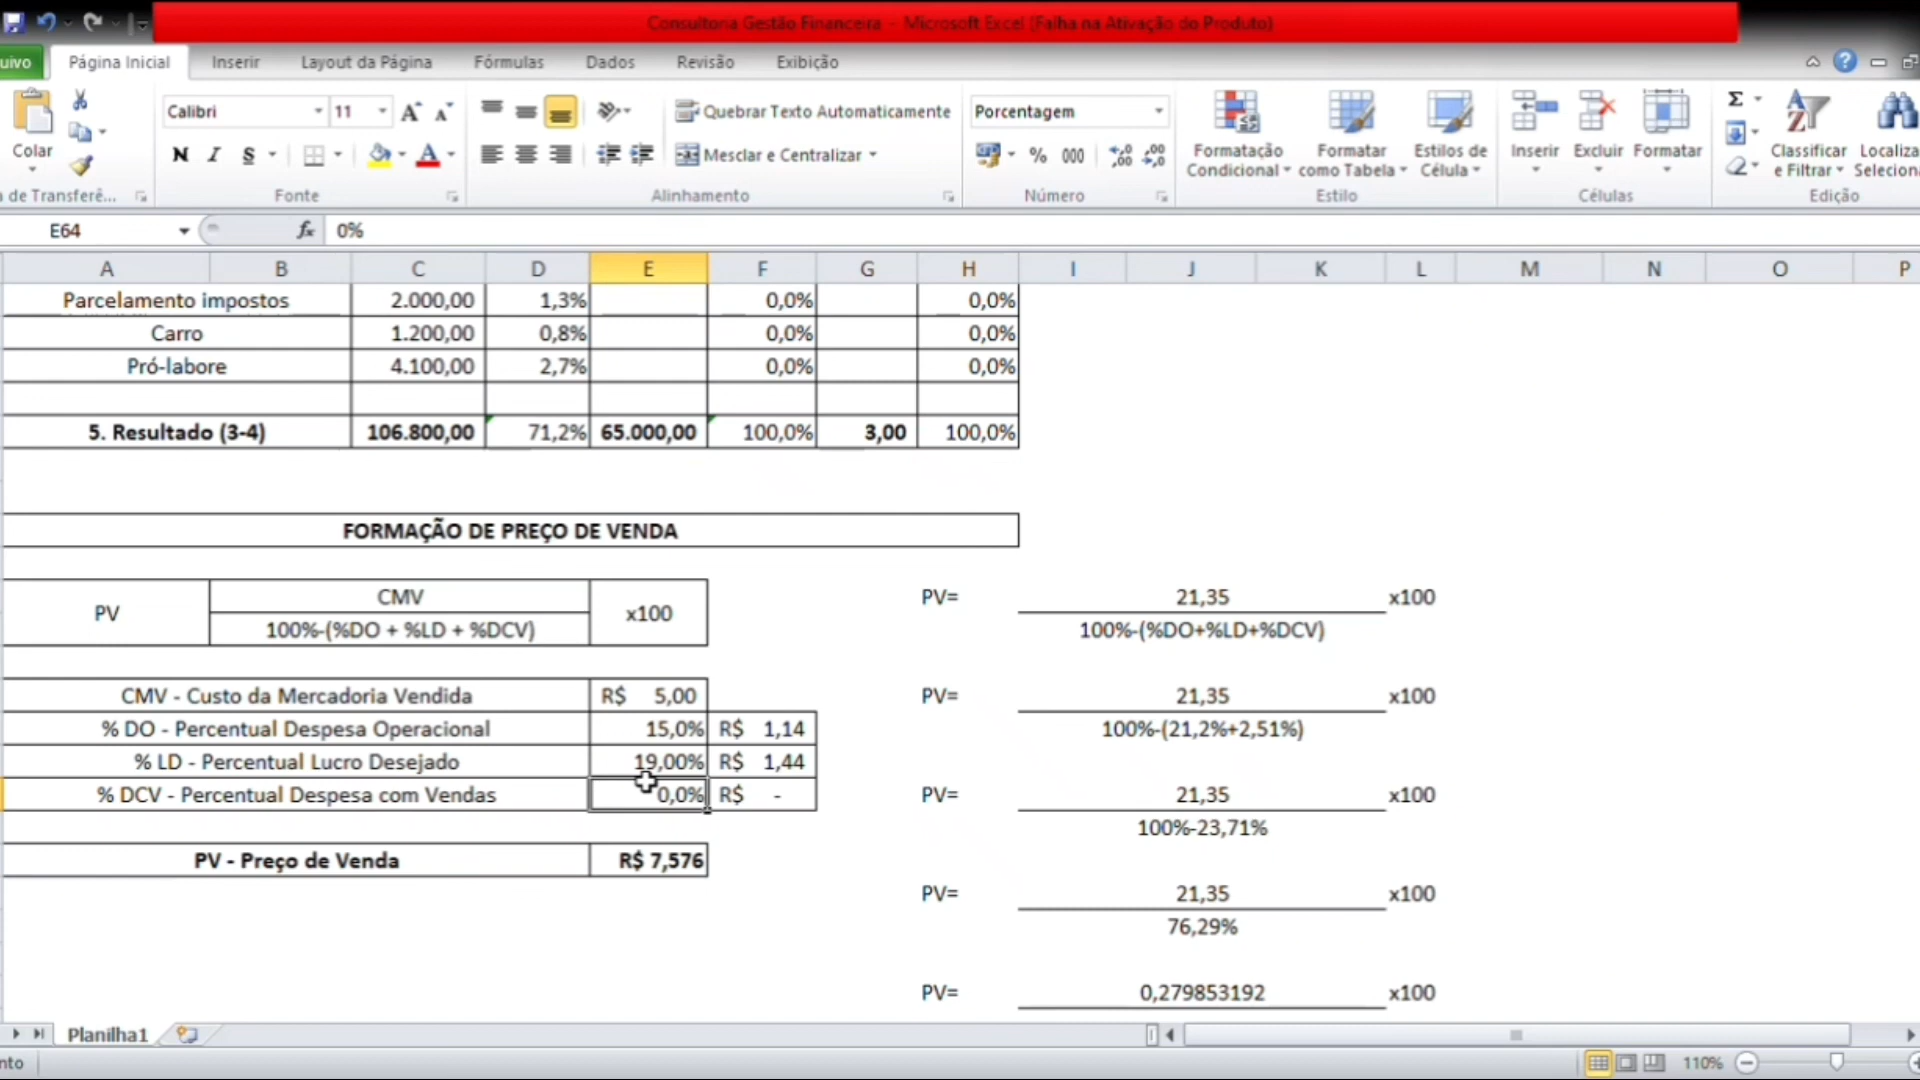 Consultoria Gestão Financeira - Microsoft Excel (Falha na Ativação do Produto)
uivo Página Inicial Inserir Layout da Página Fórmulas Dados Revisão Exibição
Calibri 11 Quebrar Texto Automaticamente Porcentagem
Colar N I S Mesclar e Centralizar % 000
Formatação Condicional Formatar como Tabela Estilos de Célula Inserir Excluir Formatar Classificar e Filtrar Localiza Selecion
a de Transferê... Fonte Alinhamento Número Estilo Células Edição
E64 fx 0%
A B C D E F G H I J K L M N O P
Parcelamento impostos 2.000,00 1,3% 0,0% 0,0%
Carro 1.200,00 0,8% 0,0% 0,0%
Pró-labore 4.100,00 2,7% 0,0% 0,0%
5. Resultado (3-4) 106.800,00 71,2% 65.000,00 100,0% 3,00 100,0%
FORMAÇÃO DE PREÇO DE VENDA
PV CMV x100
100%-(%DO + %LD + %DCV)
PV= 21,35 x100
100%-(%DO+%LD+%DCV)
CMV - Custo da Mercadoria Vendida R$ 5,00
% DO - Percentual Despesa Operacional 15,0% R$ 1,14
% LD - Percentual Lucro Desejado 19,00% R$ 1,44
% DCV - Percentual Despesa com Vendas 0,0% R$ -
PV - Preço de Venda R$ 7,576
PV= 21,35 x100
100%-(21,2%+2,51%)
PV= 21,35 x100
100%-23,71%
PV= 21,35 x100
76,29%
PV= 0,279853192 x100
Planilha1
nto 110%